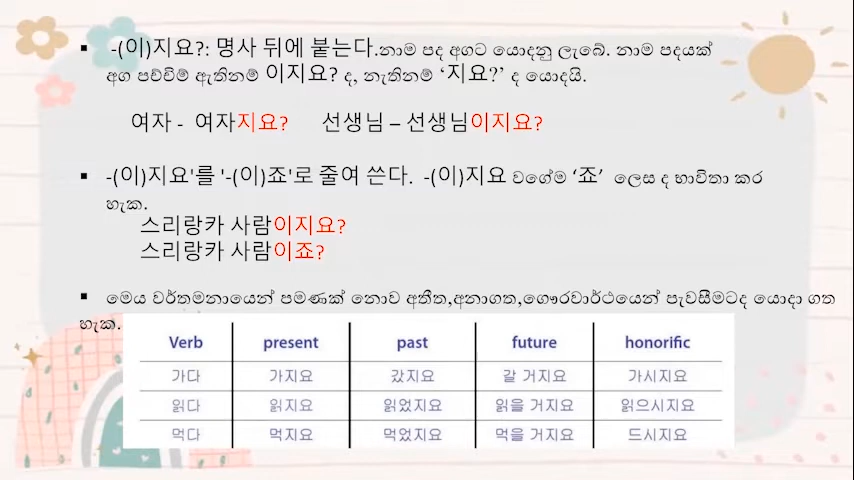 ▪ -(이)지요?: 명사 뒤에 붙는다.නාම පද අගට යොදනු ලැබේ. නාම පදයක්
අග පච්චිම් ඇතිනම් 이지요? ද, නැතිනම් ‘지요?’ ද යොදයි.
여자 - 여자지요? 선생님 – 선생님이지요?
▪ -(이)지요'를 '-(이)죠'로 줄여 쓴다. -(이)지요 වගේම ‘죠’ ලෙස ද භාවිතා කර
හැක.
스리랑카 사람이지요?
스리랑카 사람이죠?
▪ මෙය වර්තමනායෙන් පමණක් නොව අතීත,අනාගත,ගෞරවාර්ථයෙන් පැවසීමටද යොදා ගත
හැක.
Verb present past future honorific
가다 가지요 갔지요 갈 거지요 가시지요
읽다 읽지요 읽었지요 읽을 거지요 읽으시지요
먹다 먹지요 먹었지요 먹을 거지요 드시지요